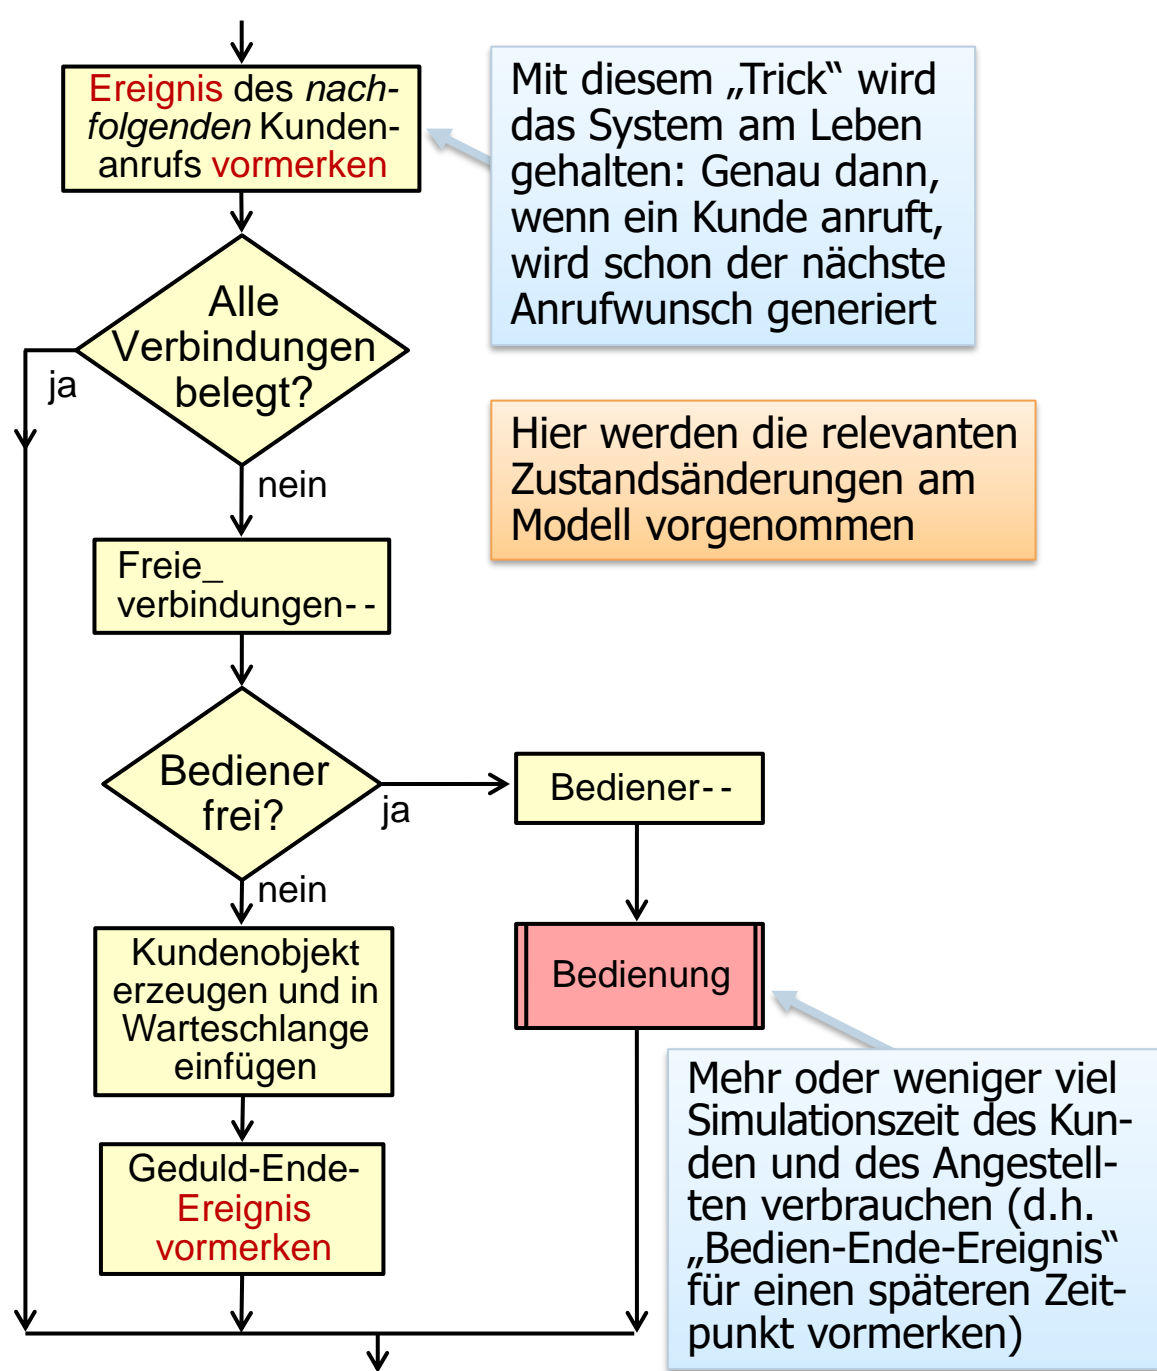 Ereignis des nach-
folgenden Kunden-
anrufs vormerken
Mit diesem „Trick“ wird
das System am Leben
gehalten: Genau dann,
wenn ein Kunde anruft,
wird schon der nächste
Anrufwunsch generiert
Alle
Verbindungen
belegt?
ja
nein
Hier werden die relevanten
Zustandsänderungen am
Modell vorgenommen
Freie_
verbindungen--
Bediener
frei?
ja
Bediener--
nein
Kundenobjekt
erzeugen und in
Warteschlange
einfügen
Bedienung
Geduld-Ende-
Ereignis
vormerken
Mehr oder weniger viel
Simulationszeit des Kun-
den und des Angestell-
ten verbrauchen (d.h.
„Bedien-Ende-Ereignis“
für einen späteren Zeit-
punkt vormerken)